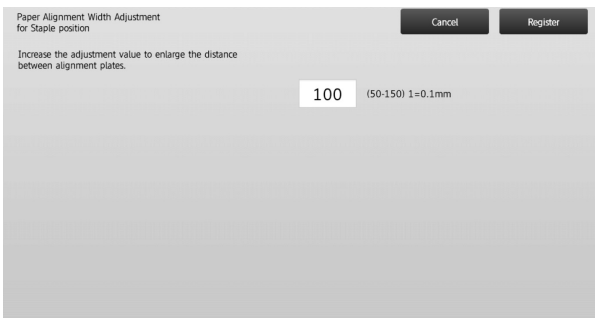 Paper Alignment Width Adjustment
for Staple position
Cancel
Register
Increase the adjustment value to enlarge the distance
between alignment plates.
100 (50-150) 1=0.1mm